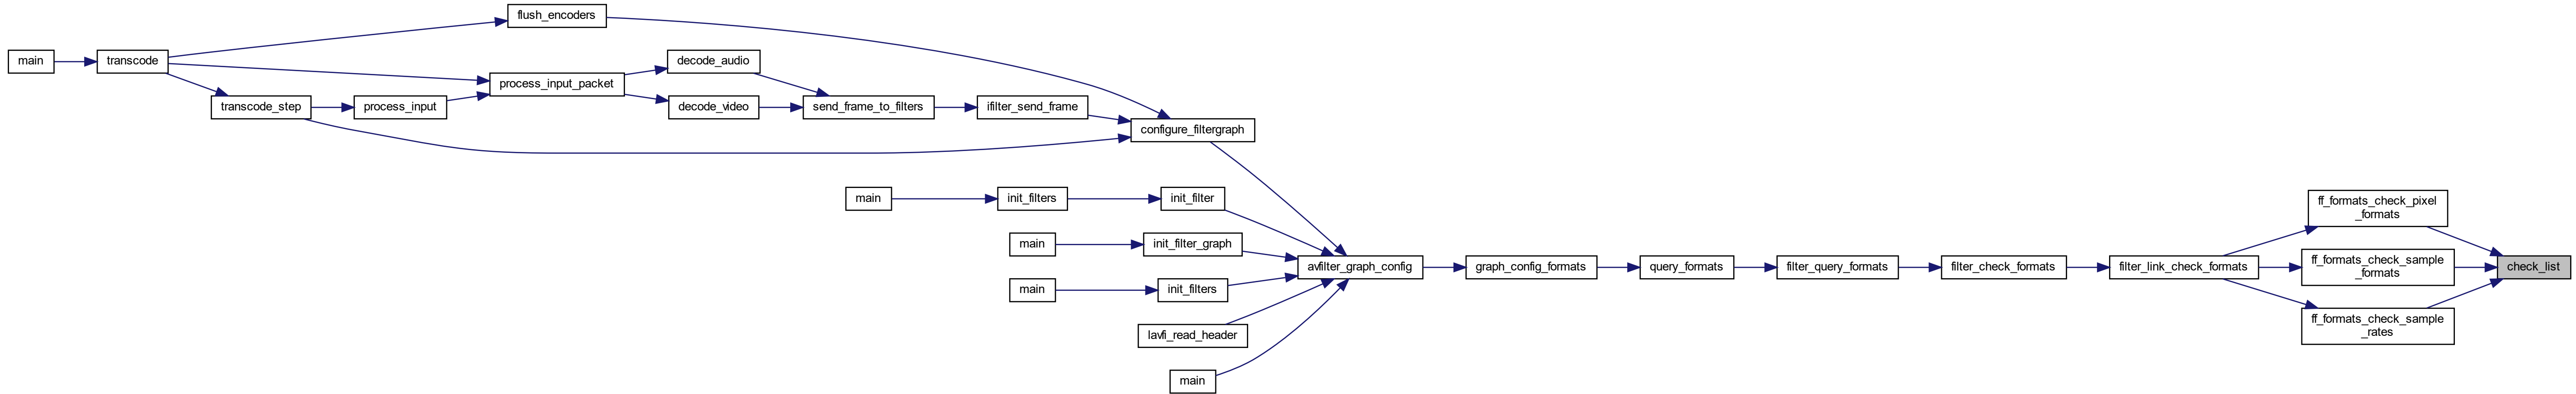 flush_encoders
main
transcode
decode_audio
process_input_packet
transcode_step
process_input
decode_video
send_frame_to_filters
ifilter_send_frame
configure_filtergraph
main
init_filters
init_filter
main
init_filter_graph
main
init_filters
lavfi_read_header
main
avfilter_graph_config
graph_config_formats
query_formats
filter_query_formats
filter_check_formats
filter_link_check_formats
ff_formats_check_pixel
_formats
ff_formats_check_sample
_formats
ff_formats_check_sample
_rates
check_list